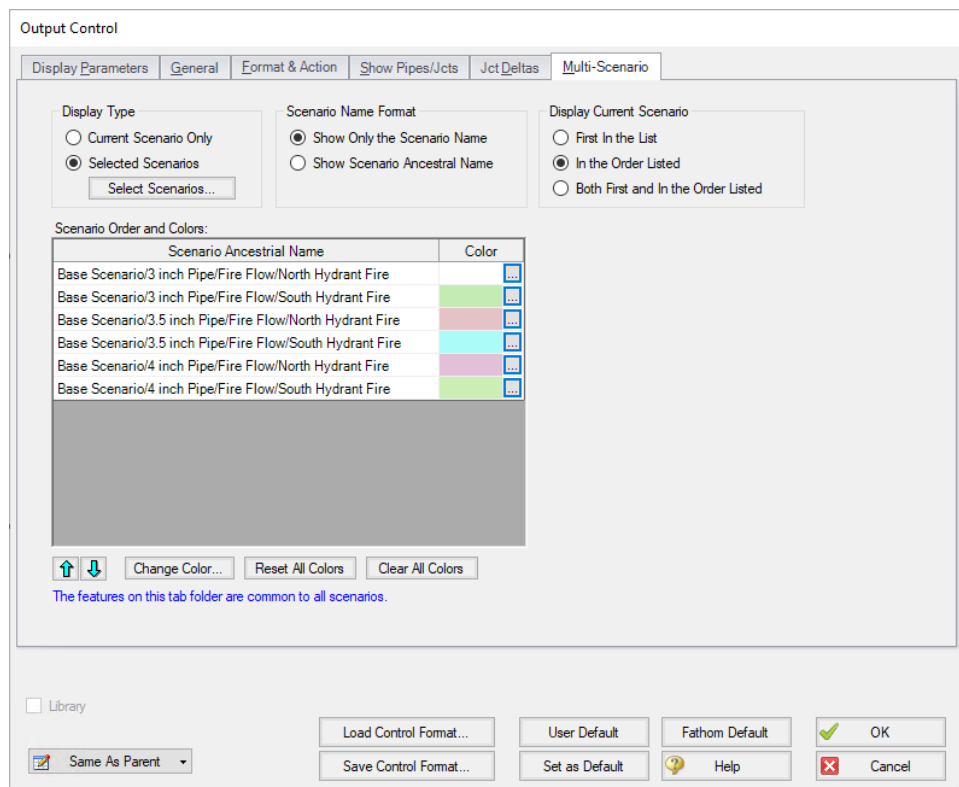 Output Control
Display Parameters General Format & Action Show Pipes/Jcts Jct Deltas Multi-Scenario
Display Type
Current Scenario Only
Selected Scenarios
Select Scenarios...
Scenario Name Format
Show Only the Scenario Name
Show Scenario Ancestral Name
Display Current Scenario
First In the List
In the Order Listed
Both First and In the Order Listed
Scenario Order and Colors:
Scenario Ancestrial Name Color
Base Scenario/3 inch Pipe/Fire Flow/North Hydrant Fire ...
Base Scenario/3 inch Pipe/Fire Flow/South Hydrant Fire ...
Base Scenario/3.5 inch Pipe/Fire Flow/North Hydrant Fire ...
Base Scenario/3.5 inch Pipe/Fire Flow/South Hydrant Fire ...
Base Scenario/4 inch Pipe/Fire Flow/North Hydrant Fire ...
Base Scenario/4 inch Pipe/Fire Flow/South Hydrant Fire ...
Change Color... Reset All Colors Clear All Colors
The features on this tab folder are common to all scenarios.
Library
Load Control Format... User Default Fathom Default OK
Same As Parent Save Control Format... Set as Default Help Cancel